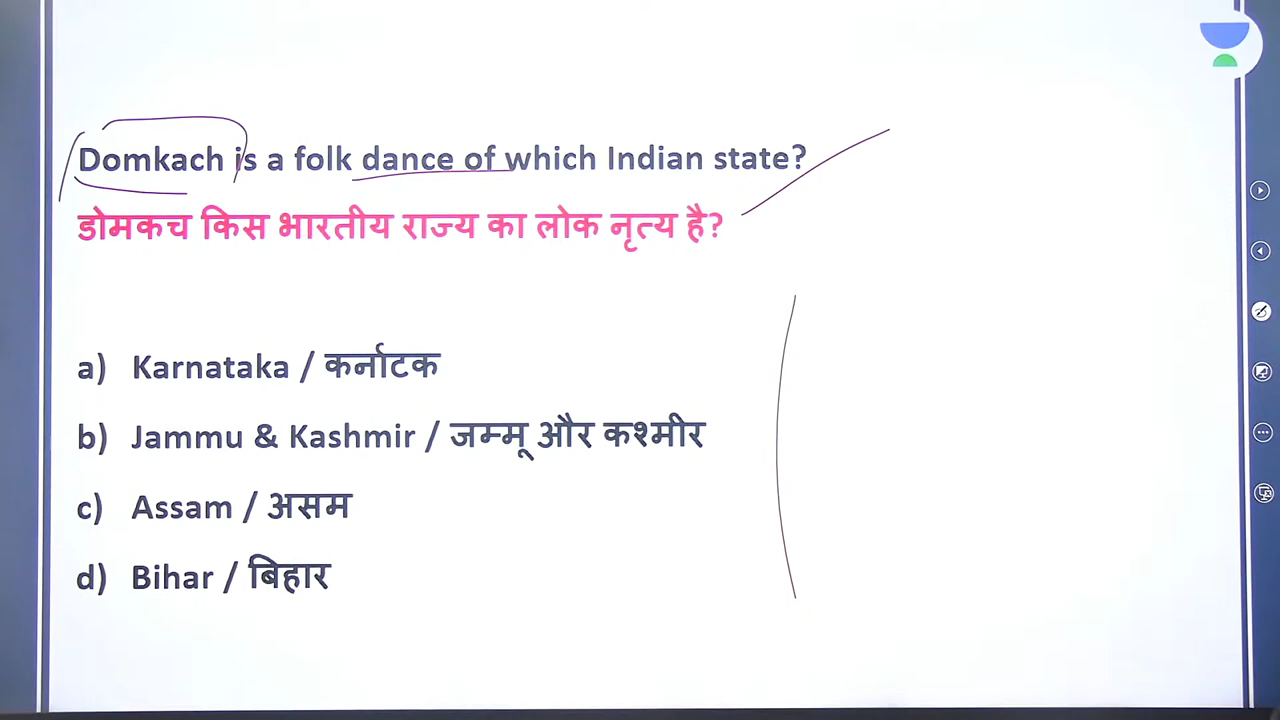 Domkach is a folk dance of which Indian state?
डोमकच किस भारतीय राज्य का लोक नृत्य है?
a) Karnataka / कर्नाटक
b) Jammu & Kashmir / जम्मू और कश्मीर
c) Assam / असम
d) Bihar / बिहार